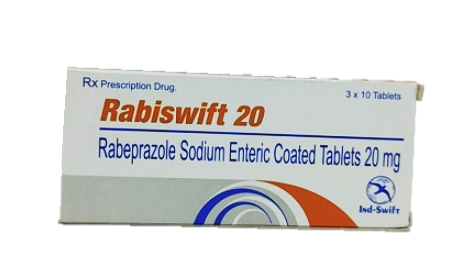 Rx Prescription Drug.
3 x 10 Tablets
Rabiswift 20
Rabeprazole Sodium Enteric Coated Tablets 20 mg
IND-SWIFT